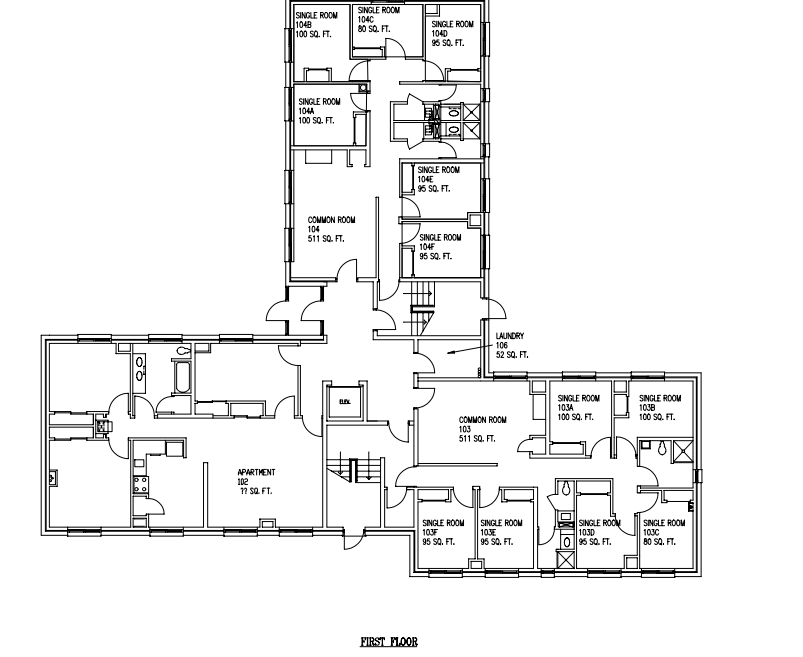 SINGLE ROOM
104B
100 SQ. FT.
SINGLE ROOM
104C
80 SQ. FT.
SINGLE ROOM
104D
95 SQ. FT.
SINGLE ROOM
104A
100 SQ. FT.
SINGLE ROOM
104E
95 SQ. FT.
COMMON ROOM
104
511 SQ. FT.
SINGLE ROOM
104F
95 SQ. FT.
LAUNDRY
106
52 SQ. FT.
ELEV.
COMMON ROOM
103
511 SQ. FT.
SINGLE ROOM
103A
100 SQ. FT.
SINGLE ROOM
103B
100 SQ. FT.
APARTMENT
102
?? SQ. FT.
SINGLE ROOM
103F
95 SQ. FT.
SINGLE ROOM
103E
95 SQ. FT.
SINGLE ROOM
103D
95 SQ. FT.
SINGLE ROOM
103C
80 SQ. FT.
FIRST FLOOR